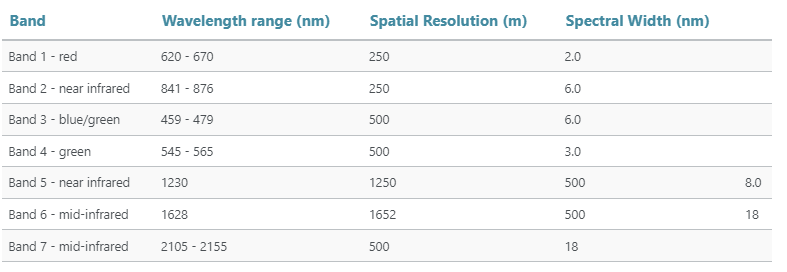 Band Wavelength range (nm) Spatial Resolution (m) Spectral Width (nm)
Band 1 - red 620 - 670 250 2.0
Band 2 - near infrared 841 - 876 250 6.0
Band 3 - blue/green 459 - 479 500 6.0
Band 4 - green 545 - 565 500 3.0
Band 5 - near infrared 1230 1250 500 8.0
Band 6 - mid-infrared 1628 1652 500 18
Band 7 - mid-infrared 2105 - 2155 500 18